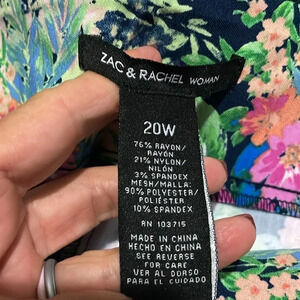 ZAC & RACHEL WOMAN
20W
76% RAYON/
RAYÓN
21% NYLON/
NILÓN
3% SPANDEX
MESH/MALLA:
90% POLYESTER/
POLIÉSTER
10% SPANDEX
RN 103715
MADE IN CHINA
HECHO EN CHINA
SEE REVERSE
FOR CARE
VER AL DORSO
PARA EL CUIDADO